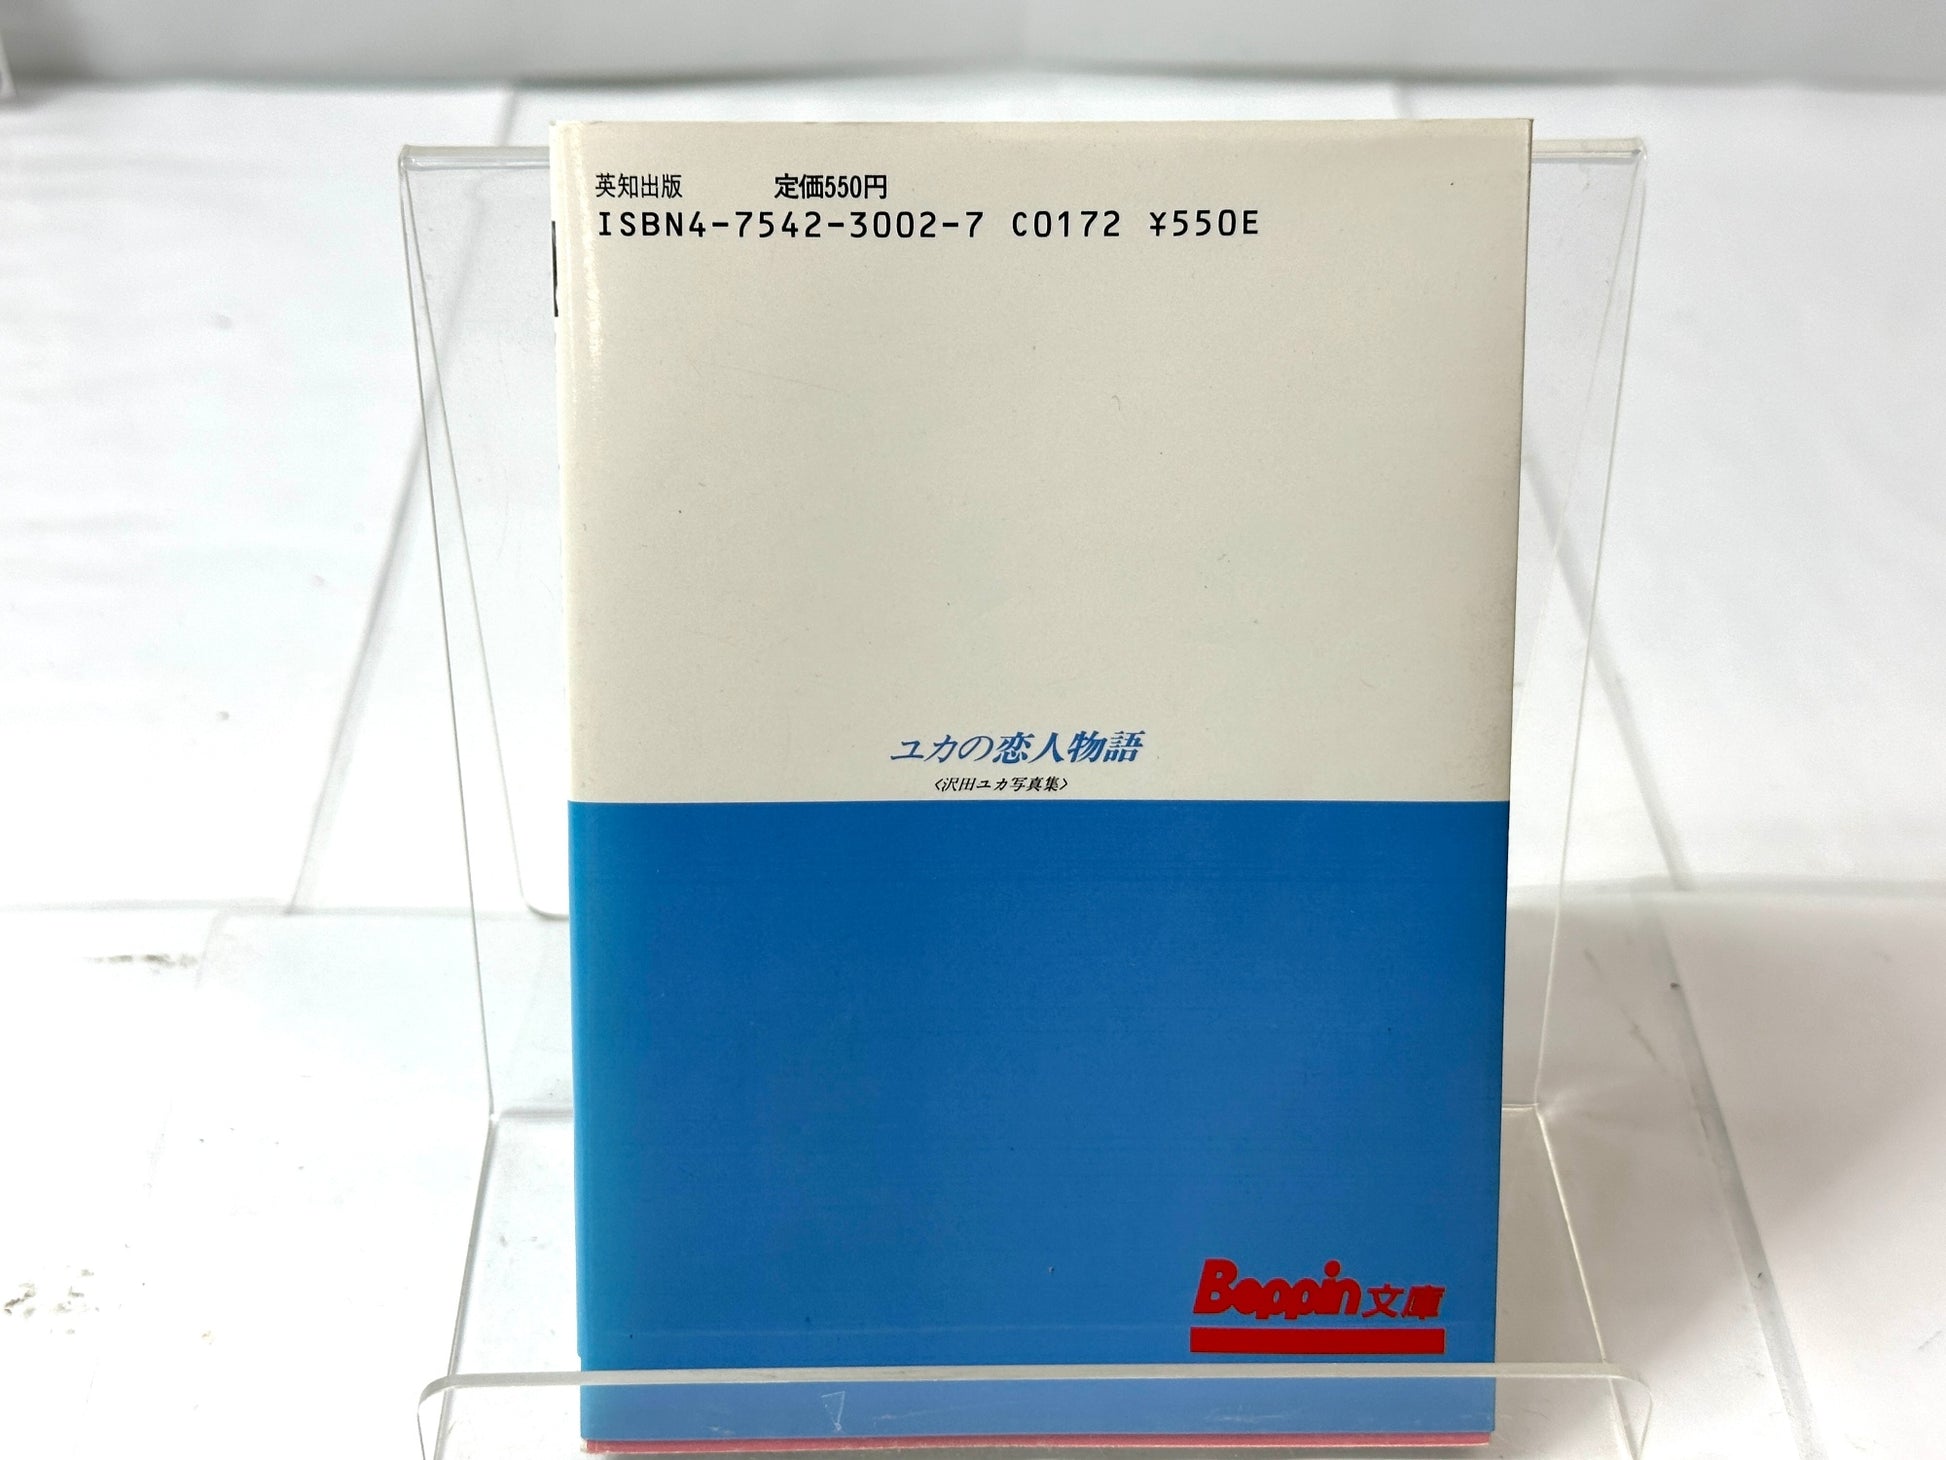 英知出版 定価550円
ISBN4-7542-3002-7 C0172 ¥550E
ユカの恋人物語
〈沢田ユカ写真集〉
Beppin文庫